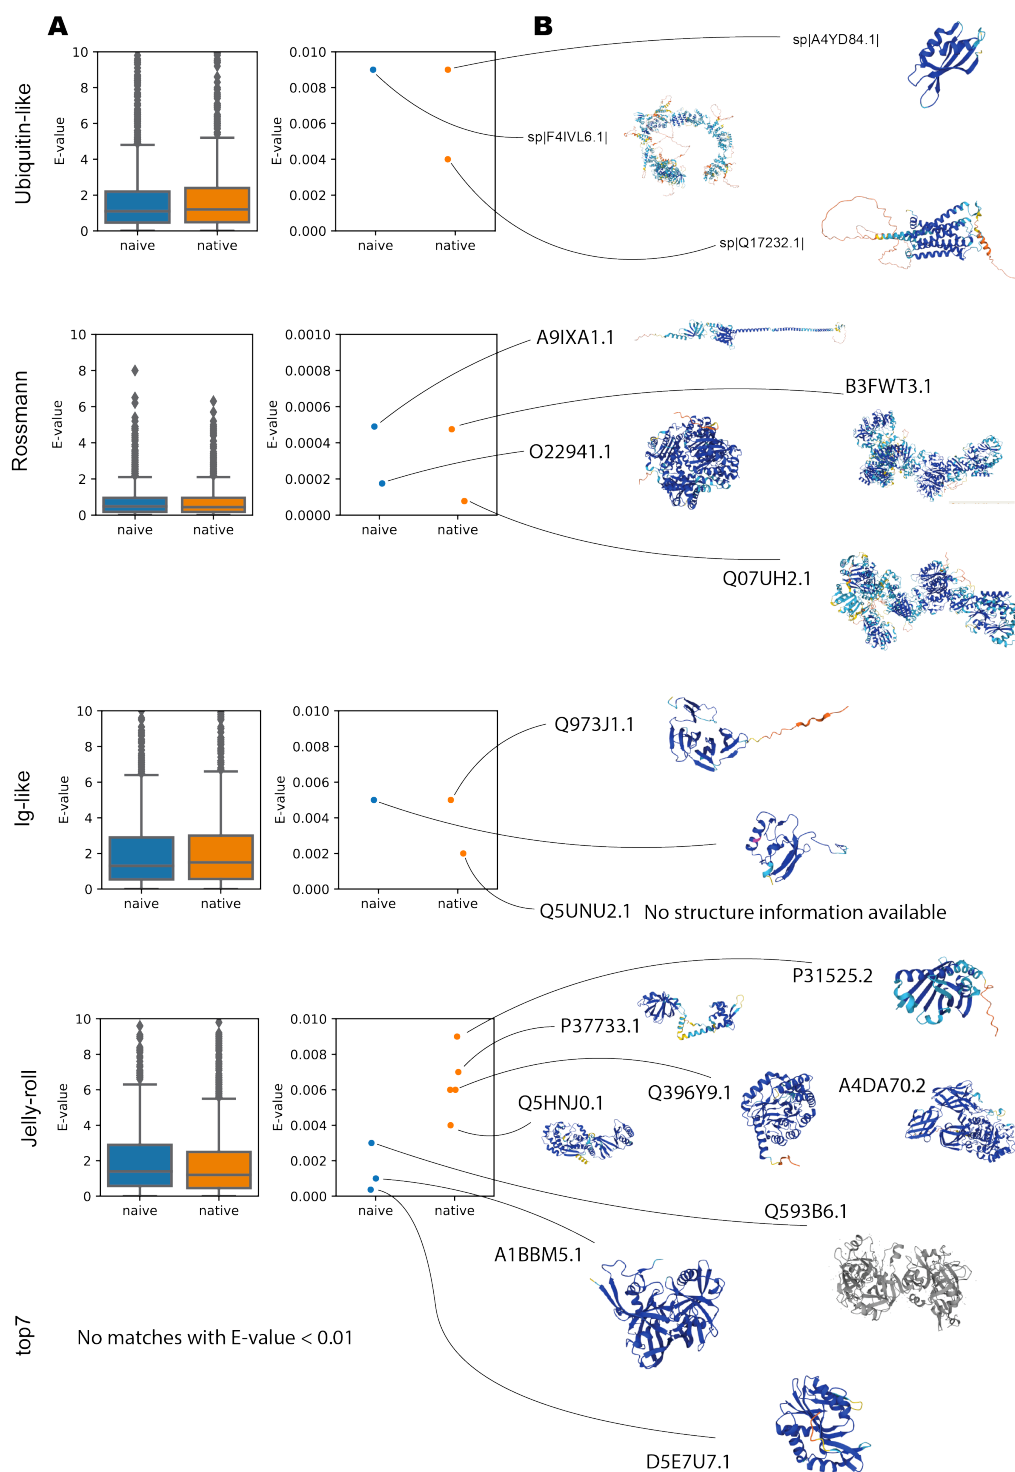 A
B
Ubiquitin-like
E-value
10
8
6
4
2
0
naive
native
E-value
0.010
0.008
0.006
0.004
0.002
0.000
naive
native
sp|A4YD84.1|
sp|F4IVL6.1|
sp|Q17232.1|
Rossmann
E-value
10
8
6
4
2
0
naive
native
E-value
0.0010
0.0008
0.0006
0.0004
0.0002
0.0000
naive
native
A9IXA1.1
B3FWT3.1
O22941.1
Q07UH2.1
Ig-like
E-value
10
8
6
4
2
0
naive
native
E-value
0.010
0.008
0.006
0.004
0.002
0.000
naive
native
Q973J1.1
Q5UNU2.1 No structure information available
Jelly-roll
E-value
10
8
6
4
2
0
naive
native
E-value
0.010
0.008
0.006
0.004
0.002
0.000
naive
native
P31525.2
P37733.1
Q396Y9.1
A4DA70.2
Q5HNJ0.1
Q593B6.1
A1BBM5.1
D5E7U7.1
top7
No matches with E-value < 0.01